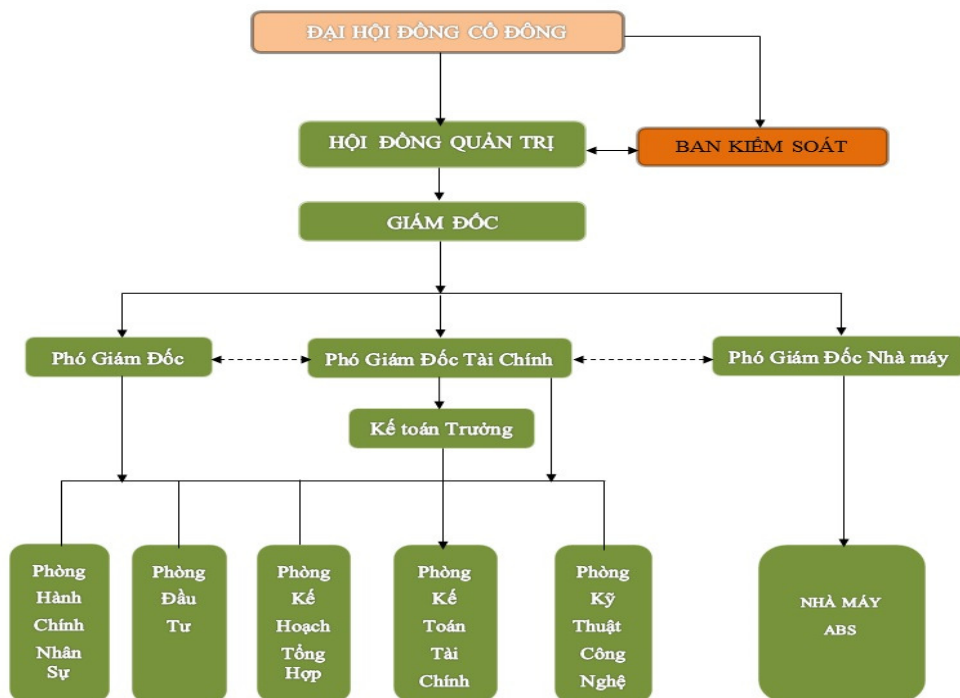 ĐẠI HỘI ĐỒNG CỔ ĐÔNG
HỘI ĐỒNG QUẢN TRỊ
BAN KIỂM SOÁT
GIÁM ĐỐC
Phó Giám Đốc
Phó Giám Đốc Tài Chính
Phó Giám Đốc Nhà máy
Kế toán Trưởng
Phòng
Hành
Chính
Nhân
Sự
Phòng
Đầu
Tư
Phòng
Kế
Hoạch
Tổng
Hợp
Phòng
Kế
Toán
Tài
Chính
Phòng
Kỹ
Thuật
Công
Nghệ
NHÀ MÁY
ABS